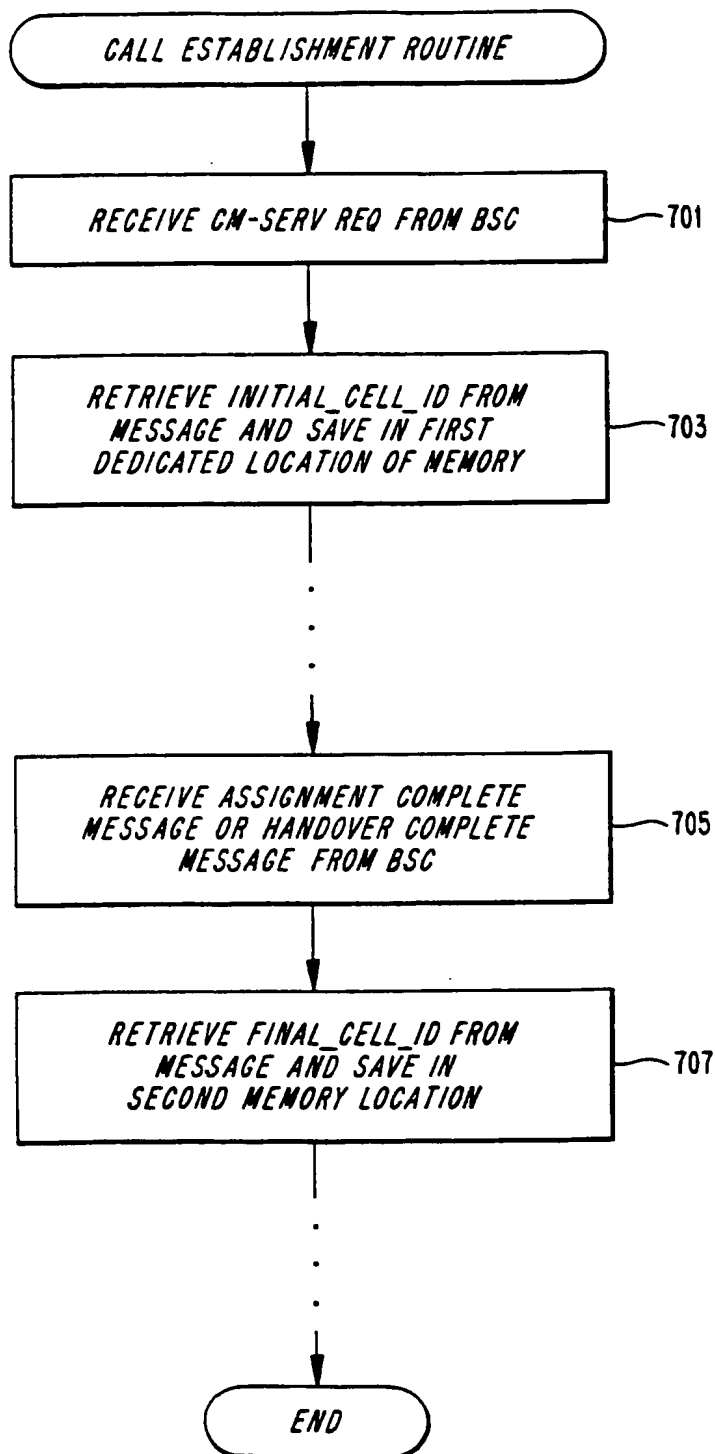 CALL ESTABLISHMENT ROUTINE
RECEIVE CM-SERV REQ FROM BSC
701
RETRIEVE INITIAL_CELL_ID FROM
MESSAGE AND SAVE IN FIRST
DEDICATED LOCATION OF MEMORY
703
RECEIVE ASSIGNMENT COMPLETE
MESSAGE OR HANDOVER COMPLETE
MESSAGE FROM BSC
705
RETRIEVE FINAL_CELL_ID FROM
MESSAGE AND SAVE IN
SECOND MEMORY LOCATION
707
END